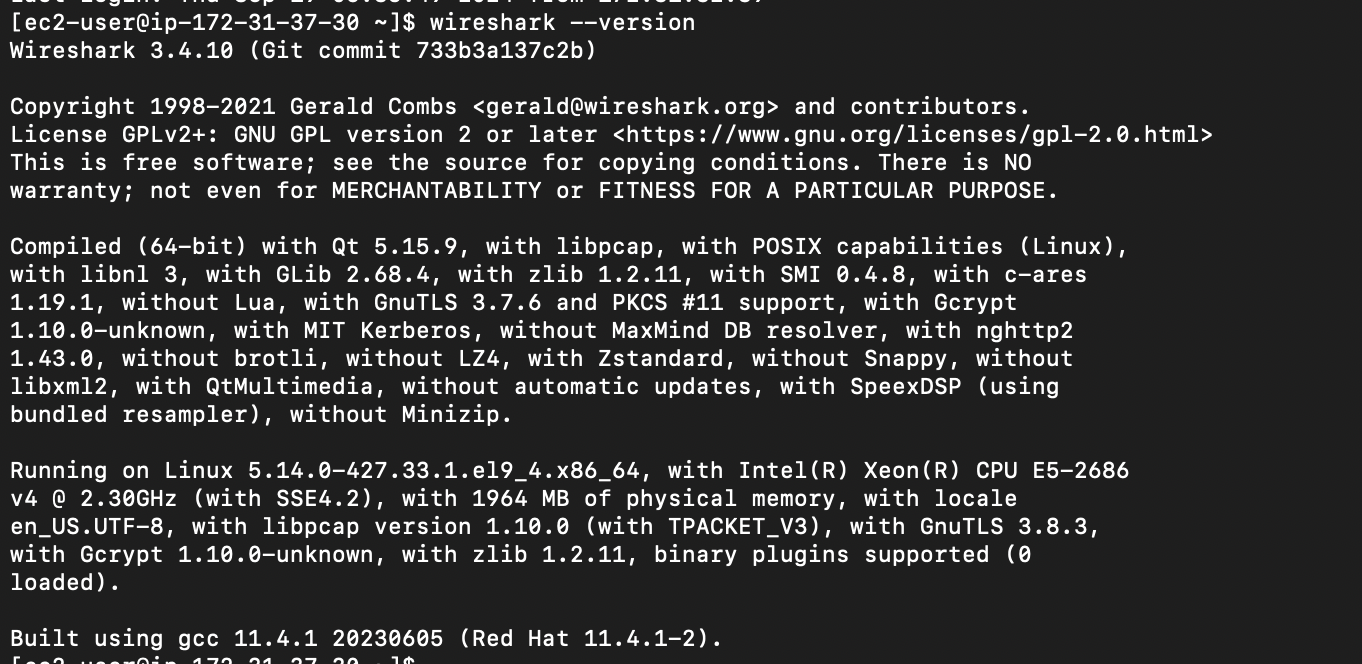 [ec2-user@ip-172-31-37-30 ~]$ wireshark --version
Wireshark 3.4.10 (Git commit 733b3a137c2b)
Copyright 1998-2021 Gerald Combs <gerald@wireshark.org> and contributors.
License GPLv2+: GNU GPL version 2 or later <https://www.gnu.org/licenses/gpl-2.0.html>
This is free software; see the source for copying conditions. There is NO
warranty; not even for MERCHANTABILITY or FITNESS FOR A PARTICULAR PURPOSE.
Compiled (64-bit) with Qt 5.15.9, with libpcap, with POSIX capabilities (Linux),
with libnl 3, with GLib 2.68.4, with zlib 1.2.11, with SMI 0.4.8, with c-ares
1.19.1, without Lua, with GnuTLS 3.7.6 and PKCS #11 support, with Gcrypt
1.10.0-unknown, with MIT Kerberos, without MaxMind DB resolver, with nghttp2
1.43.0, without brotli, without LZ4, with Zstandard, without Snappy, without
libxml2, with QtMultimedia, without automatic updates, with SpeexDSP (using
bundled resampler), without Minizip.
Running on Linux 5.14.0-427.33.1.el9_4.x86_64, with Intel(R) Xeon(R) CPU E5-2686
v4 @ 2.30GHz (with SSE4.2), with 1964 MB of physical memory, with locale
en_US.UTF-8, with libpcap version 1.10.0 (with TPACKET_V3), with GnuTLS 3.8.3,
with Gcrypt 1.10.0-unknown, with zlib 1.2.11, binary plugins supported (0
loaded).
Built using gcc 11.4.1 20230605 (Red Hat 11.4.1-2).
[ec2-user@ip-172-31-37-30 ~]$